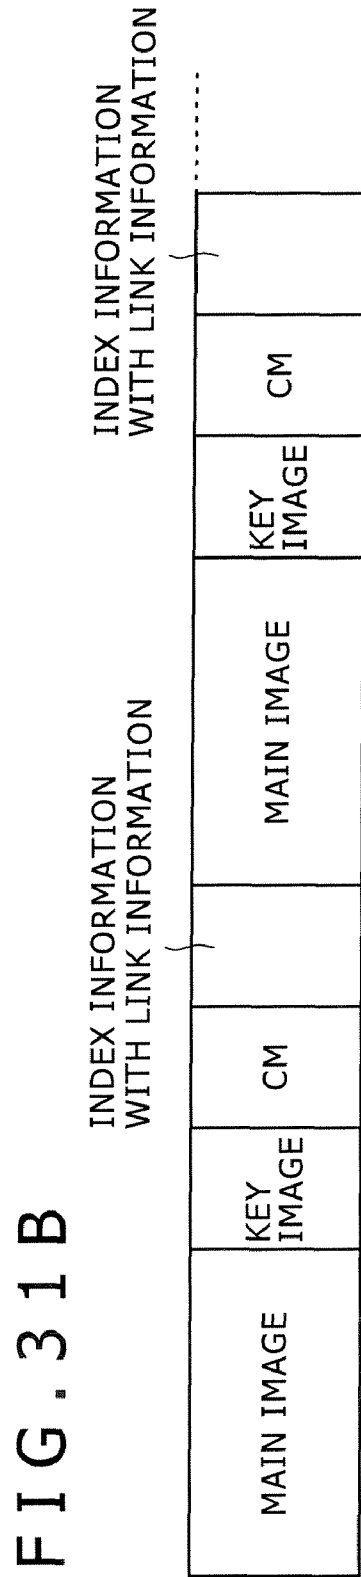 FIG.31B
INDEX INFORMATION
WITH LINK INFORMATION
INDEX INFORMATION
WITH LINK INFORMATION
MAIN IMAGE
KEY
IMAGE
CM
MAIN IMAGE
KEY
IMAGE
CM